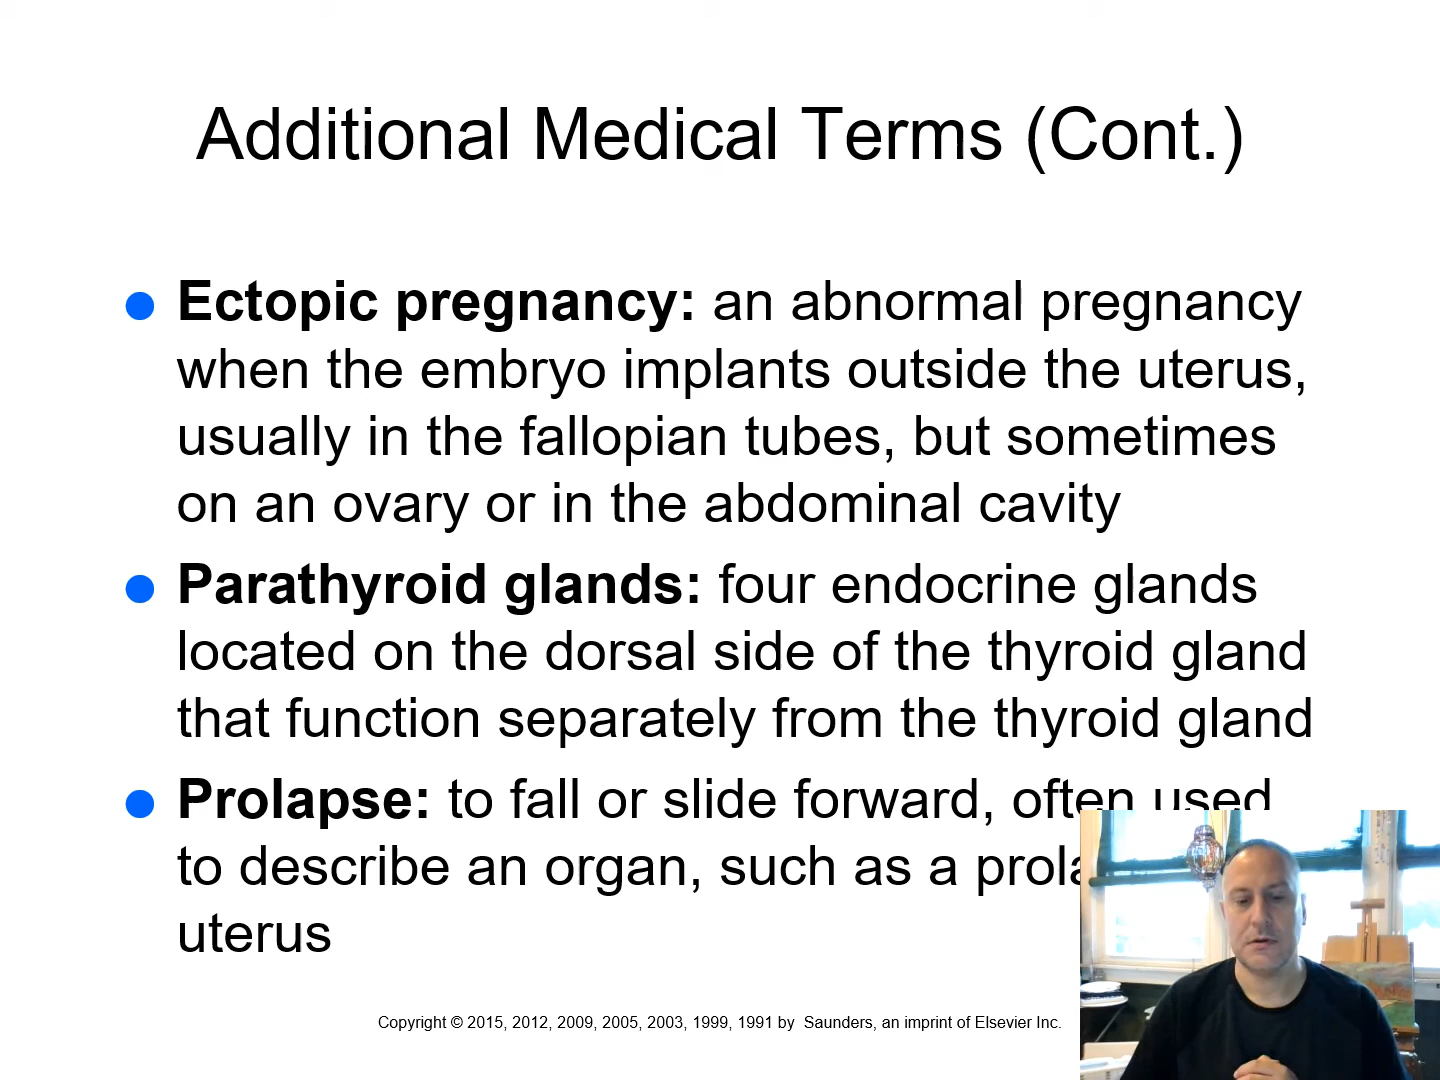 Additional Medical Terms (Cont.)
Ectopic pregnancy: an abnormal pregnancy
when the embryo implants outside the uterus,
usually in the fallopian tubes, but sometimes
on an ovary or in the abdominal cavity
Parathyroid glands: four endocrine glands
located on the dorsal side of the thyroid gland
that function separately from the thyroid gland
Prolapse: to fall or slide forward, often used
to describe an organ, such as a
uterus
Copyright © 2015, 2012, 2009, 2005, 2003, 1999, 1991 by Saunders, an imprint of Elsevier Inc.